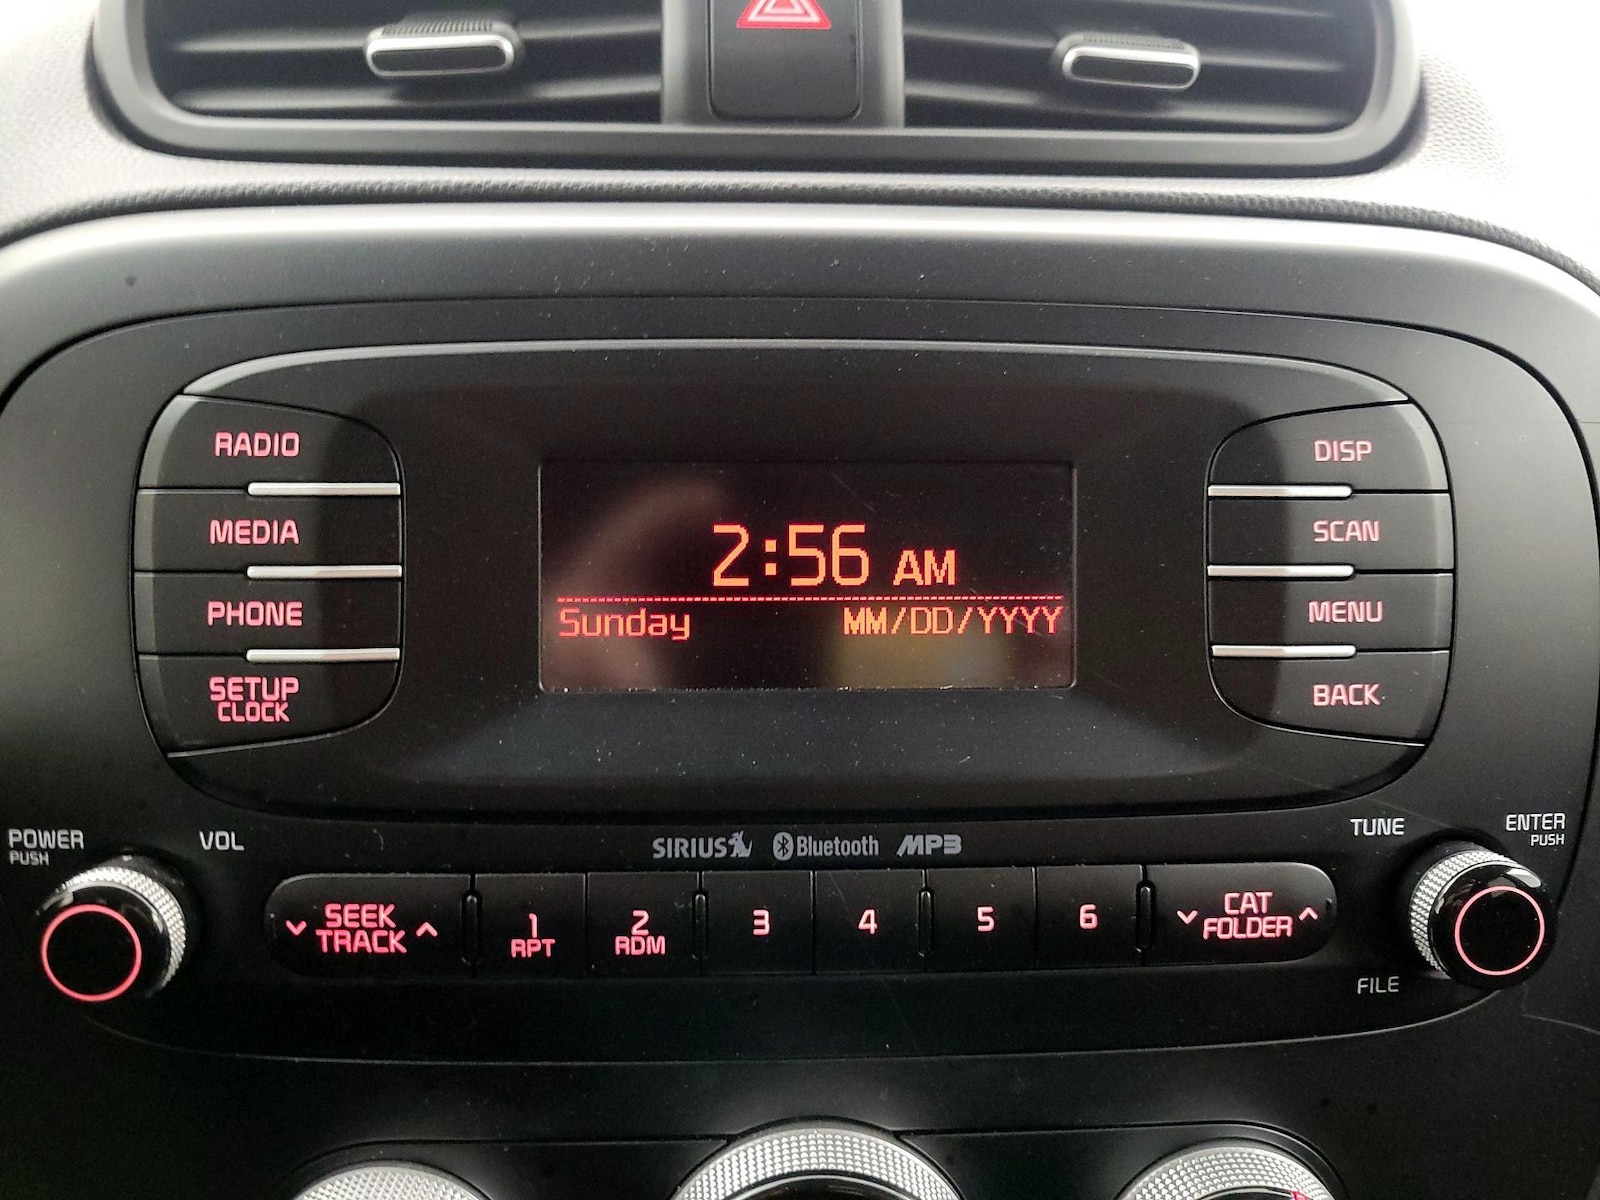 RADIO
MEDIA
PHONE
SETUP
CLOCK
2:56 AM
Sunday MM/DD/YYYY
DISP
SCAN
MENU
BACK
POWER
PUSH
VOL
SIRIUS Bluetooth MP3
TUNE
ENTER
PUSH
SEEK
TRACK
1
RPT
2
RDM
3
4
5
6
CAT
FOLDER
FILE